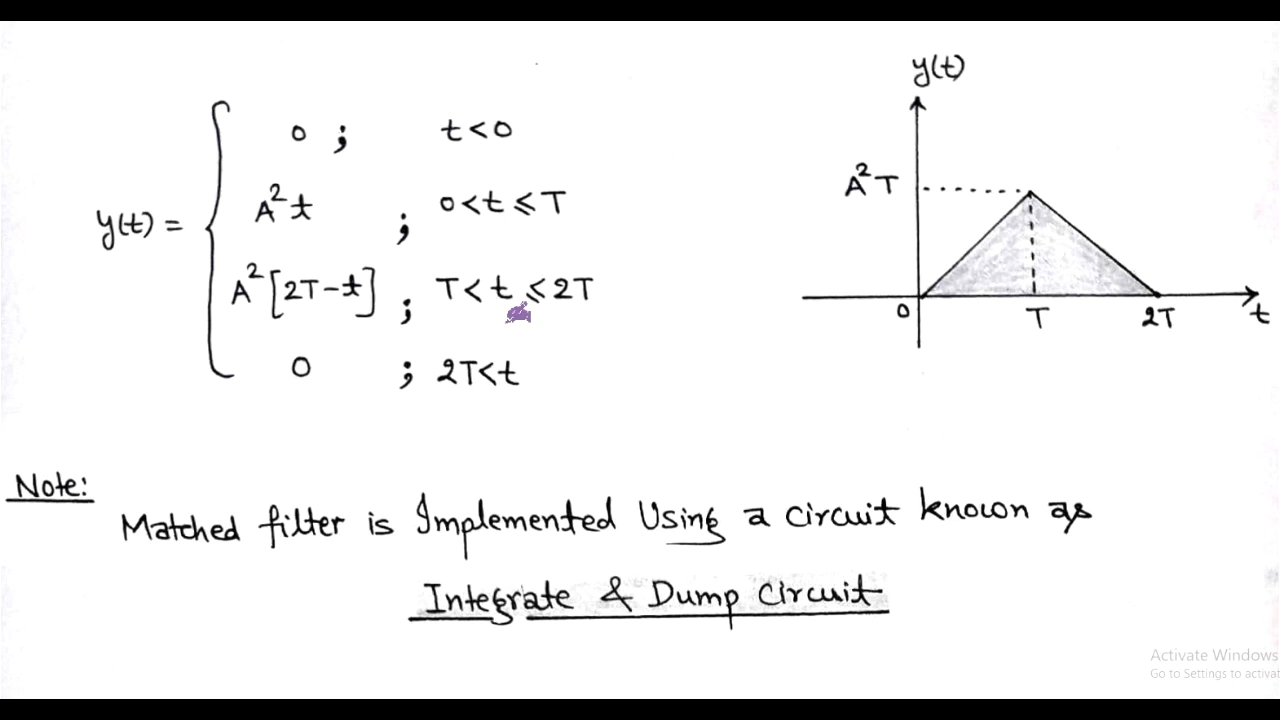 y(t) =
0 ; t<0
A²t ; 0<t≤T
A²[2T-t] ; T<t≤2T
0 ; 2T<t
y(t)
A²T
0 T 2T t
Note:
Matched filter is Implemented Using a circuit known as
Integrate & Dump Circuit
Activate Windows
Go to Settings to activat